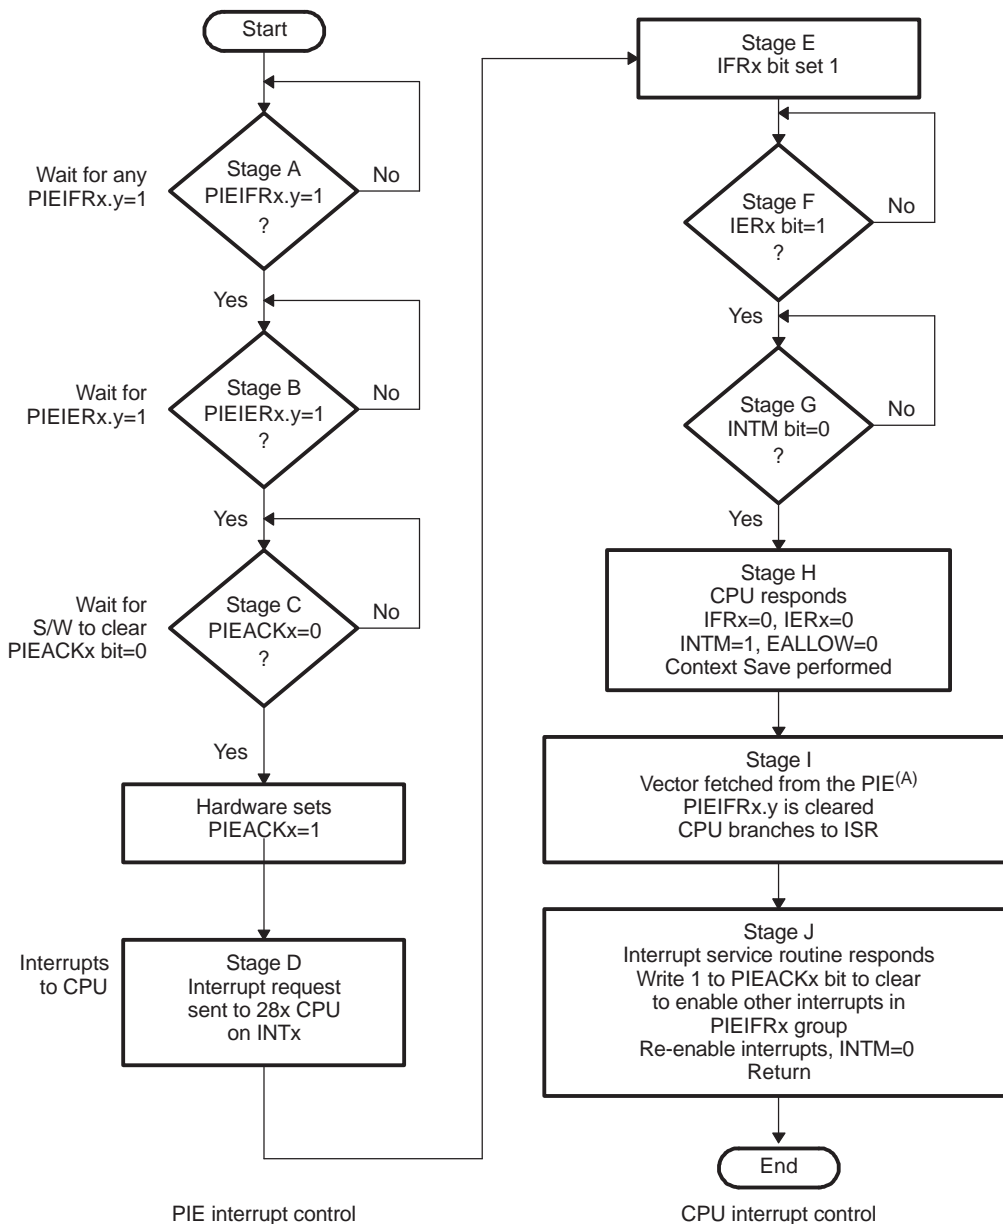 Start
Wait for any
PIEIFRx.y=1
Stage A
PIEIFRx.y=1
?
No
Yes
Wait for
PIEIERx.y=1
Stage B
PIEIERx.y=1
?
No
Yes
Wait for
S/W to clear
PIEACKx bit=0
Stage C
PIEACKx=0
?
No
Yes
Hardware sets
PIEACKx=1
Interrupts
to CPU
Stage D
Interrupt request
sent to 28x CPU
on INTx
PIE interrupt control
Stage E
IFRx bit set 1
Stage F
IERx bit=1
?
No
Yes
Stage G
INTM bit=0
?
No
Yes
Stage H
CPU responds
IFRx=0, IERx=0
INTM=1, EALLOW=0
Context Save performed
Stage I
Vector fetched from the PIE(A)
PIEIFRx.y is cleared
CPU branches to ISR
Stage J
Interrupt service routine responds
Write 1 to PIEACKx bit to clear
to enable other interrupts in
PIEIFRx group
Re-enable interrupts, INTM=0
Return
End
CPU interrupt control